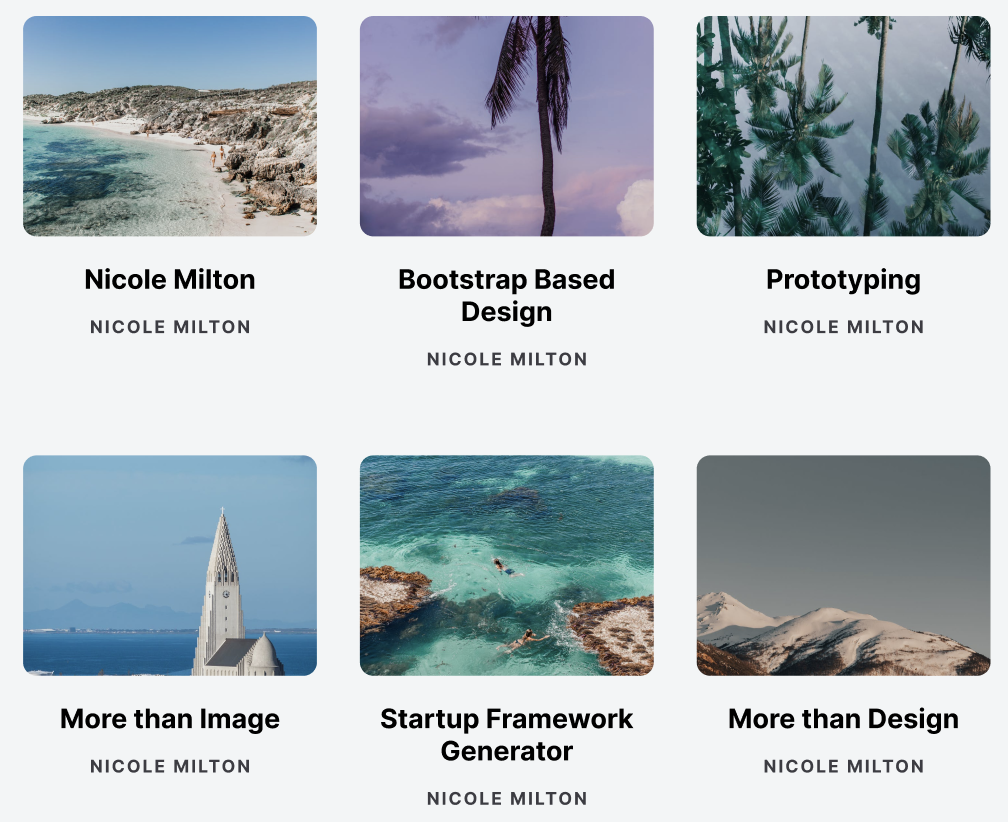 Nicole Milton
NICOLE MILTON
Bootstrap Based
Design
NICOLE MILTON
Prototyping
NICOLE MILTON
More than Image
NICOLE MILTON
Startup Framework
Generator
NICOLE MILTON
More than Design
NICOLE MILTON